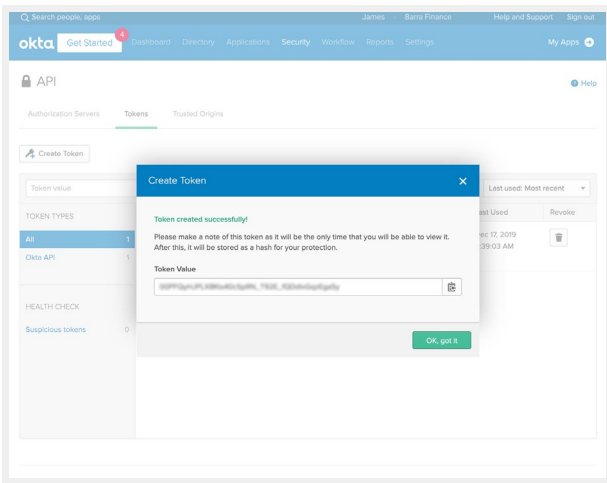 Search people, apps
James Barra Finance Help and Support Sign out
okta Get Started 4 Dashboard Directory Applications Security Workflow Reports Settings My Apps
API
Help
Authorization Servers Tokens Trusted Origins
Create Token
Token value
Last used: Most recent
TOKEN TYPES
ast Used Revoke
All 1
ec 17, 2019
:39:03 AM
Okta API 1
HEALTH CHECK
Suspicious tokens 0
Create Token
Token created successfully!
Please make a note of this token as it will be the only time that you will be able to view it.
After this, it will be stored as a hash for your protection.
Token Value
OK, got it